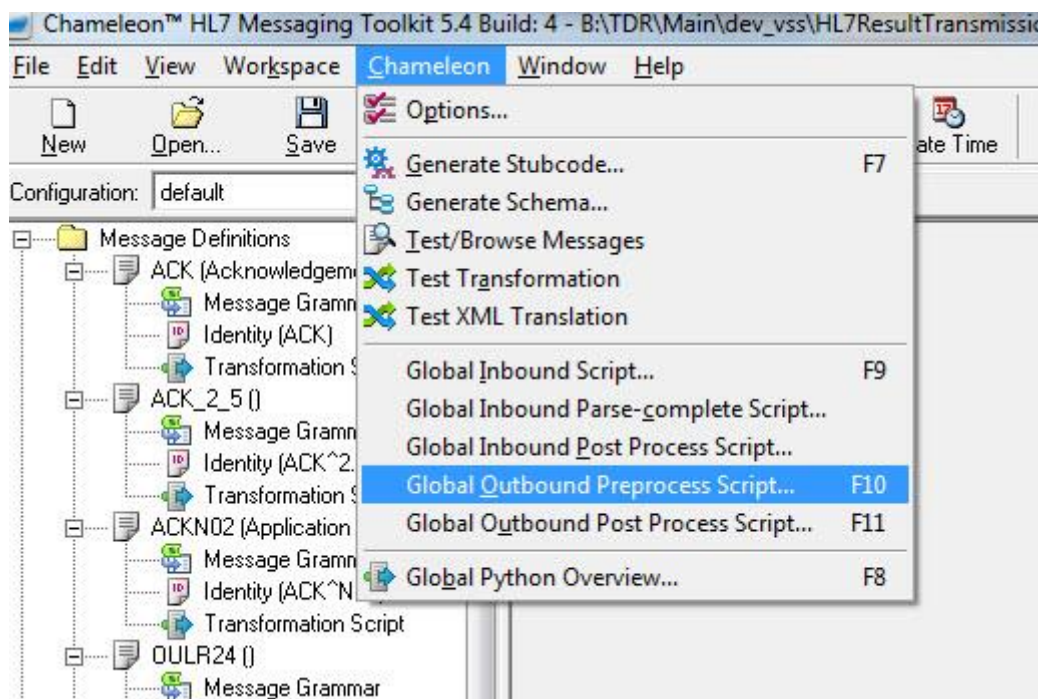 Chameleon™ HL7 Messaging Toolkit 5.4 Build: 4 - B:\TDR\Main\dev_vss\HL7ResultTransmissio
File Edit View Workspace Chameleon Window Help
New Open... Save ate Time
Configuration: default
Options...
Generate Stubcode... F7
Generate Schema...
Test/Browse Messages
Test Transformation
Test XML Translation
Global Inbound Script... F9
Global Inbound Parse-complete Script...
Global Inbound Post Process Script...
Global Outbound Preprocess Script... F10
Global Outbound Post Process Script... F11
Global Python Overview... F8
Message Definitions
ACK (Acknowledgem
Message Gramm
Identity (ACK)
Transformation S
ACK_2_5 ()
Message Gramm
Identity (ACK^2.
Transformation S
ACKN02 (Application
Message Gramm
Identity (ACK^N
Transformation Script
OULR24 ()
Message Grammar